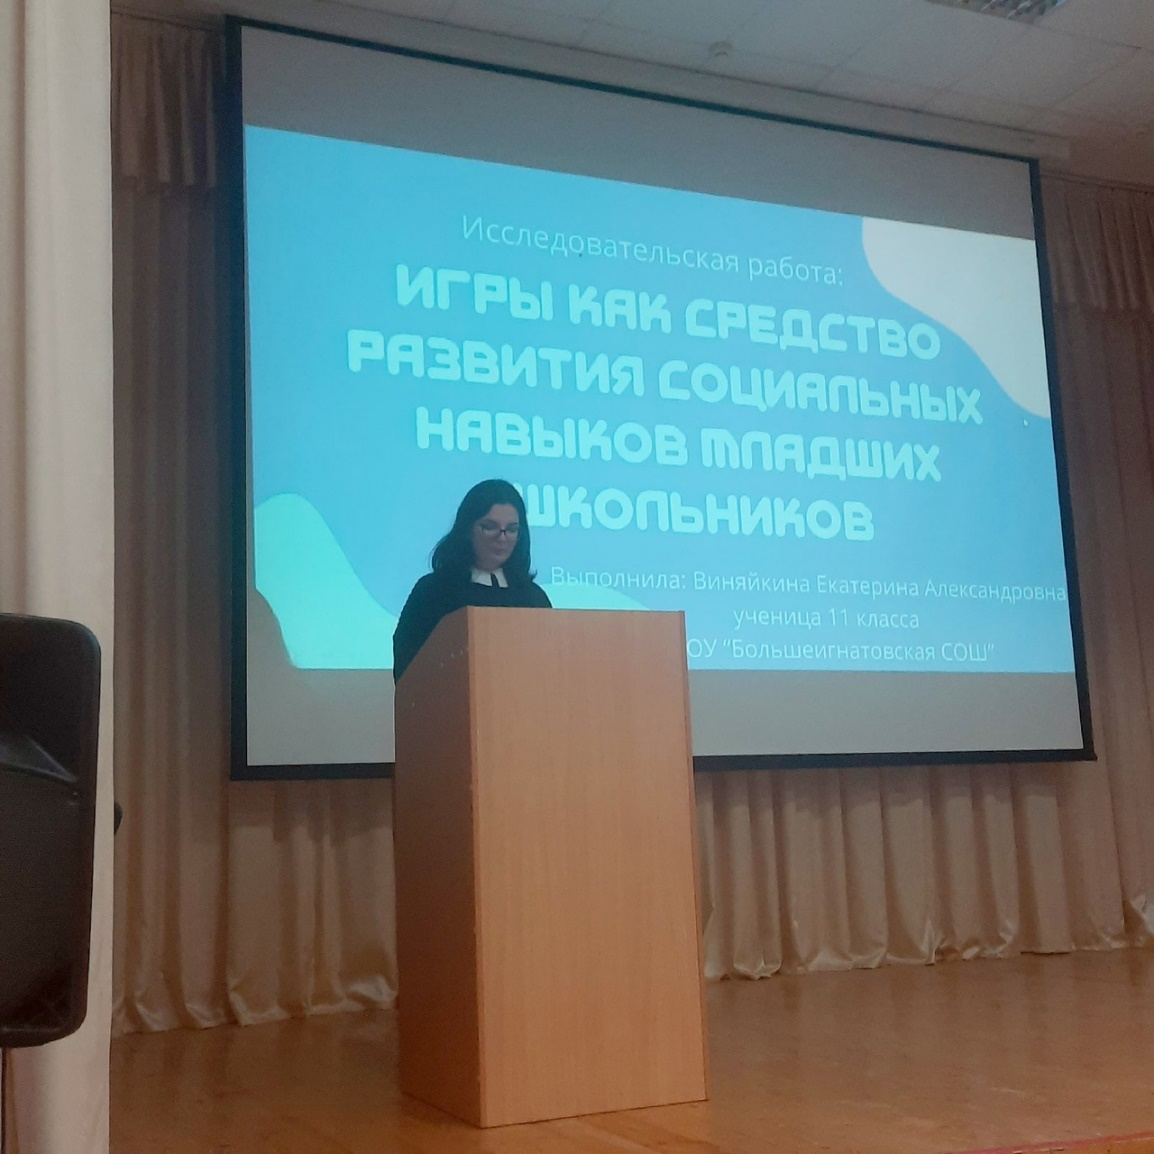 Исследовательская работа:
ИГРЫ КАК СРЕДСТВО
РАЗВИТИЯ СОЦИАЛЬНЫХ
НАВЫКОВ МЛАДШИХ
ШКОЛЬНИКОВ
Выполнила: Виняйкина Екатерина Александровна
ученица 11 класса
ОУ "Большеигнатовская СОШ"